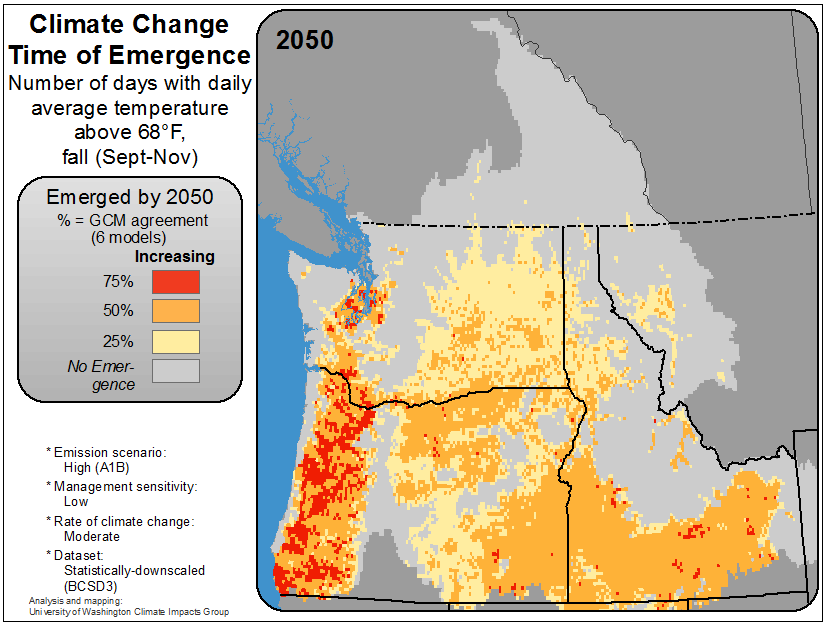 Climate Change
Time of Emergence
Number of days with daily
average temperature
above 68°F,
fall (Sept-Nov)
Emerged by 2050
% = GCM agreement
(6 models)
Increasing
75%
50%
25%
No Emer-
gence
* Emission scenario:
High (A1B)
* Management sensitivity:
Low
* Rate of climate change:
Moderate
* Dataset:
Statistically-downscaled
(BCSD3)
Analysis and mapping:
University of Washington Climate Impacts Group
2050